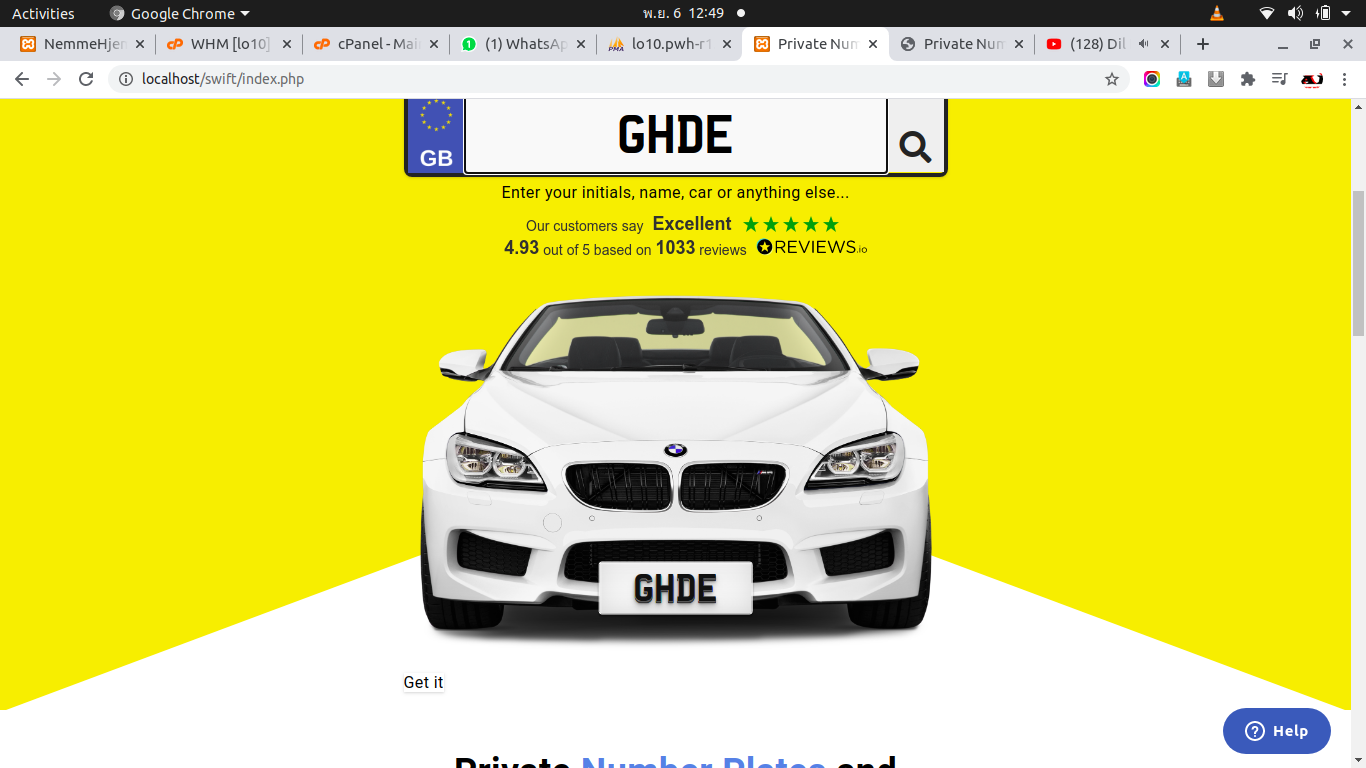 Activities Google Chrome พ.ย. 6 12:49
NemmeHjen WHM [lo10] cPanel - Mai (1) WhatsAp lo10.pwh-r1 Private Num Private Num (128) Dil
localhost/swift/index.php
GB GHDE
Enter your initials, name, car or anything else...
Our customers say Excellent
4.93 out of 5 based on 1033 reviews REVIEWS.io
GHDE
Get it
Help
Private Number Plates and